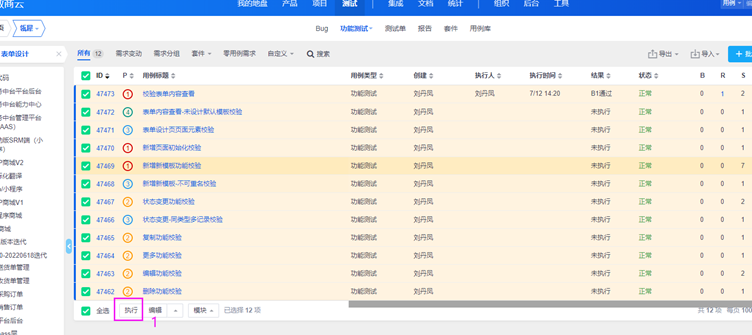 商云 我的地盘 产品 项目 测试 集成 文档 统计 组织 后台 工具 用例
Bug 功能测试 测试单 报告 套件 用例库
表单设计 所有 12 需求变动 需求分组 套件 零用例需求 自定义 搜索 导出 导入 + 批
ID P 用例标题 用例类型 创建 执行人 执行时间 结果 状态 B R S
47473 1 校验表单内容查看 功能测试 刘丹凤 刘丹凤 7/12 14:20 B1通过 正常 0 1 2
47472 4 表单内容查看-未设计默认模板校验 功能测试 刘丹凤 未执行 正常 0 0 1
47471 3 表单设计页页面元素校验 功能测试 刘丹凤 未执行 正常 0 0 1
47470 1 新增页面初始化校验 功能测试 刘丹凤 未执行 正常 0 0 1
47469 1 新增新模板功能校验 功能测试 刘丹凤 未执行 正常 0 0 7
47468 3 新增新模板-不可重名校验 功能测试 刘丹凤 未执行 正常 0 0 1
47467 2 状态变更功能校验 功能测试 刘丹凤 未执行 正常 0 0 2
47466 3 状态变更-同类型多记录校验 功能测试 刘丹凤 未执行 正常 0 0 1
47465 2 复制功能校验 功能测试 刘丹凤 未执行 正常 0 0 1
47464 2 更多功能校验 功能测试 刘丹凤 未执行 正常 0 0 1
47463 2 编辑功能校验 功能测试 刘丹凤 未执行 正常 0 0 2
47462 2 删除功能校验 功能测试 刘丹凤 未执行 正常 0 0 1
全选 执行 编辑 模块 已选择 12 项 共 12 项 每页 100
1
代码
中台平台后台
中台能力中心
中台管理平台
AAS)
版SRM端（小
商城V2
化翻译
/小程序
商城V1
程序商城
商城
版本迭代
0-20220618迭代
送货单管理
收货单管理
采购订单
销售订单
平台后台